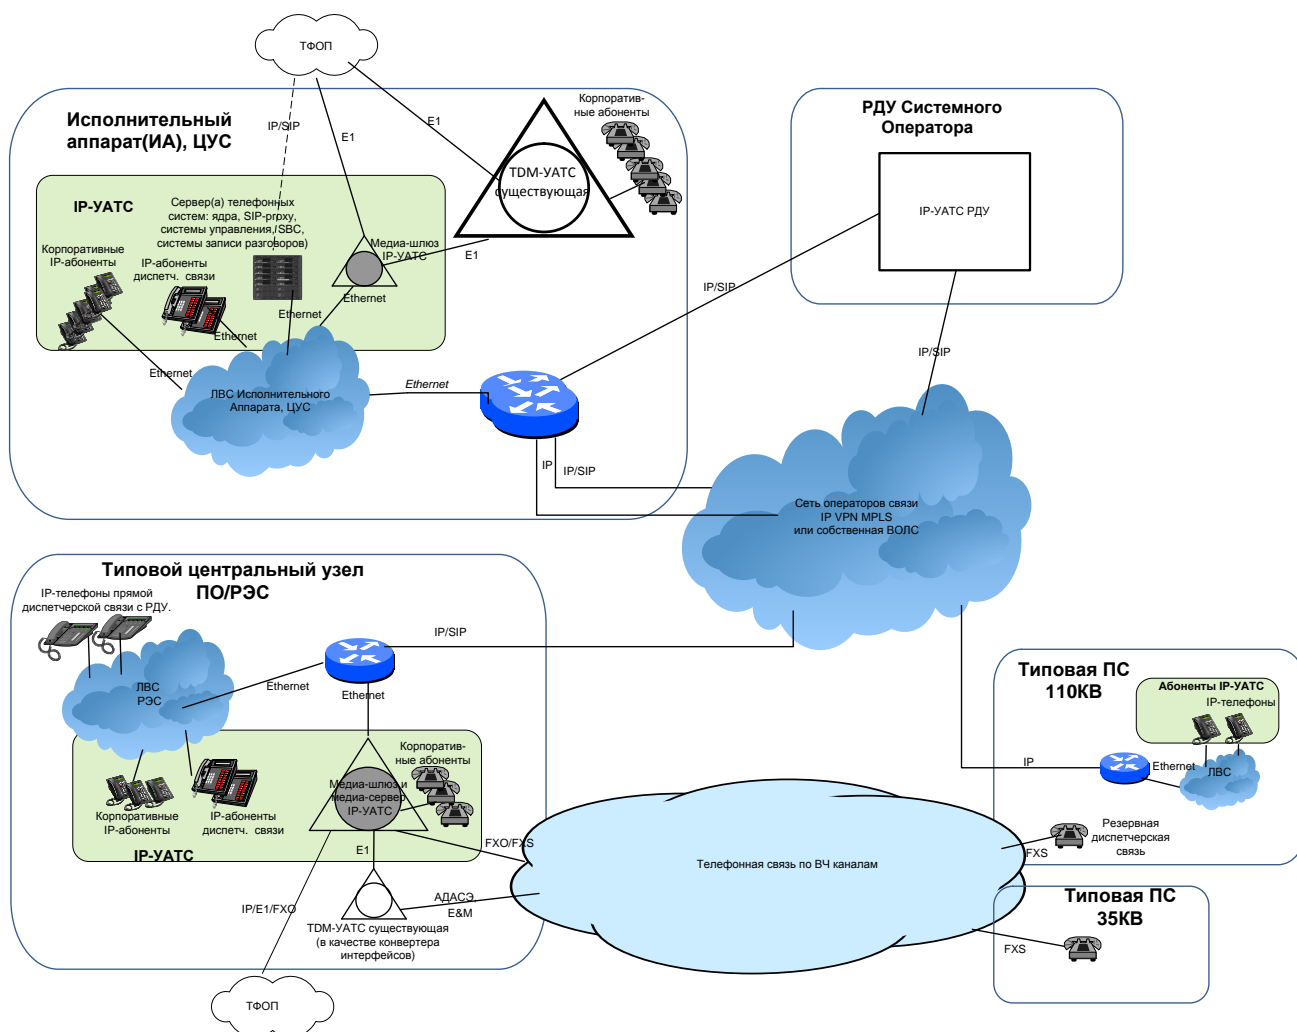 ТФОП
Исполнительный
аппарат(ИА), ЦУС
IP/SIP
E1
E1
Корпоратив-
ные абоненты
TDM-УАТС
существующая
IP-УАТС
Сервер(а) телефонных
систем: ядра, SIP-proxy,
системы управления, SBC,
системы записи разговоров)
Медиа-шлюз
IP-УАТС
E1
Корпоративные
IP-абоненты
IP-абоненты
диспетч. связи
Ethernet
Ethernet
Ethernet
Ethernet
ЛВС Исполнительного
Аппарата, ЦУС
Ethernet
IP
IP/SIP
РДУ Системного
Оператора
IP-УАТС РДУ
IP/SIP
IP/SIP
Сеть операторов связи
IP VPN MPLS
или собственная ВОЛС
Типовой центральный узел
ПО/РЭС
IP-телефоны прямой
диспетчерской связи с РДУ.
IP/SIP
ЛВС
РЭС
Ethernet
Ethernet
Корпоратив-
ные абоненты
Медиа-шлюз и
медиа-сервер
IP-УАТС
Корпоративные
IP-абоненты
IP-абоненты
диспетч. связи
IP-УАТС
E1
FXO/FXS
IP/E1/FXO
АДАСЭ,
E&M
TDM-УАТС существующая
(в качестве конвертера
интерфейсов)
ТФОП
Телефонная связь по ВЧ каналам
Типовая ПС
110КВ
Абоненты IP-УАТС
IP-телефоны
IP
Ethernet
ЛВС
Резервная
диспетчерская
связь
FXS
Типовая ПС
35КВ
FXS